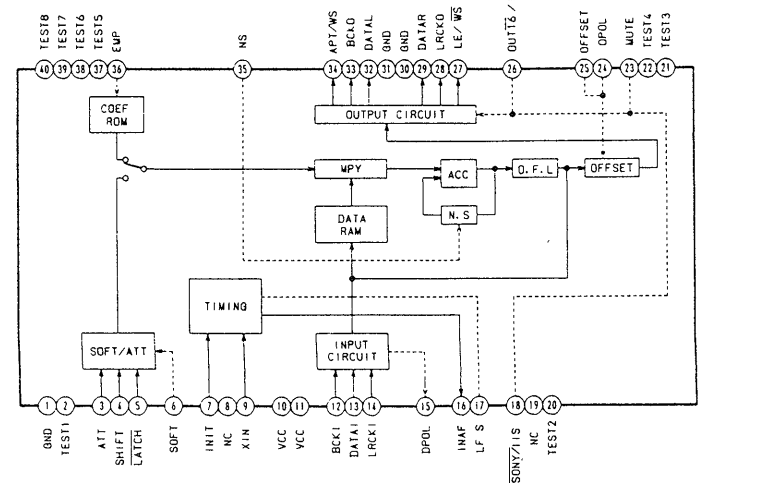 TEST8
TEST7
TEST6
TEST5
EMP
NS
APT/WS
BCKO
DATAL
GND
GND
DATAR
LRCKO
LE/WS
OUT16/
OFFSET
OPOL
MUTE
TEST4
TEST3
40
39
38
37
36
35
34
33
32
31
30
29
28
27
26
25
24
23
22
21
COEF
ROM
OUTPUT CIRCUIT
MPY
ACC
O.F.L
OFFSET
DATA
RAM
N.S
TIMING
SOFT/ATT
INPUT
CIRCUIT
1
2
3
4
5
6
7
8
9
10
11
12
13
14
15
16
17
18
19
20
GND
TEST1
ATT
SHIFT
LATCH
SOFT
INIT
NC
XIN
VCC
VCC
BCKI
DATAI
LRCKI
DPOL
INAF
LFS
SONY/IIS
NC
TEST2